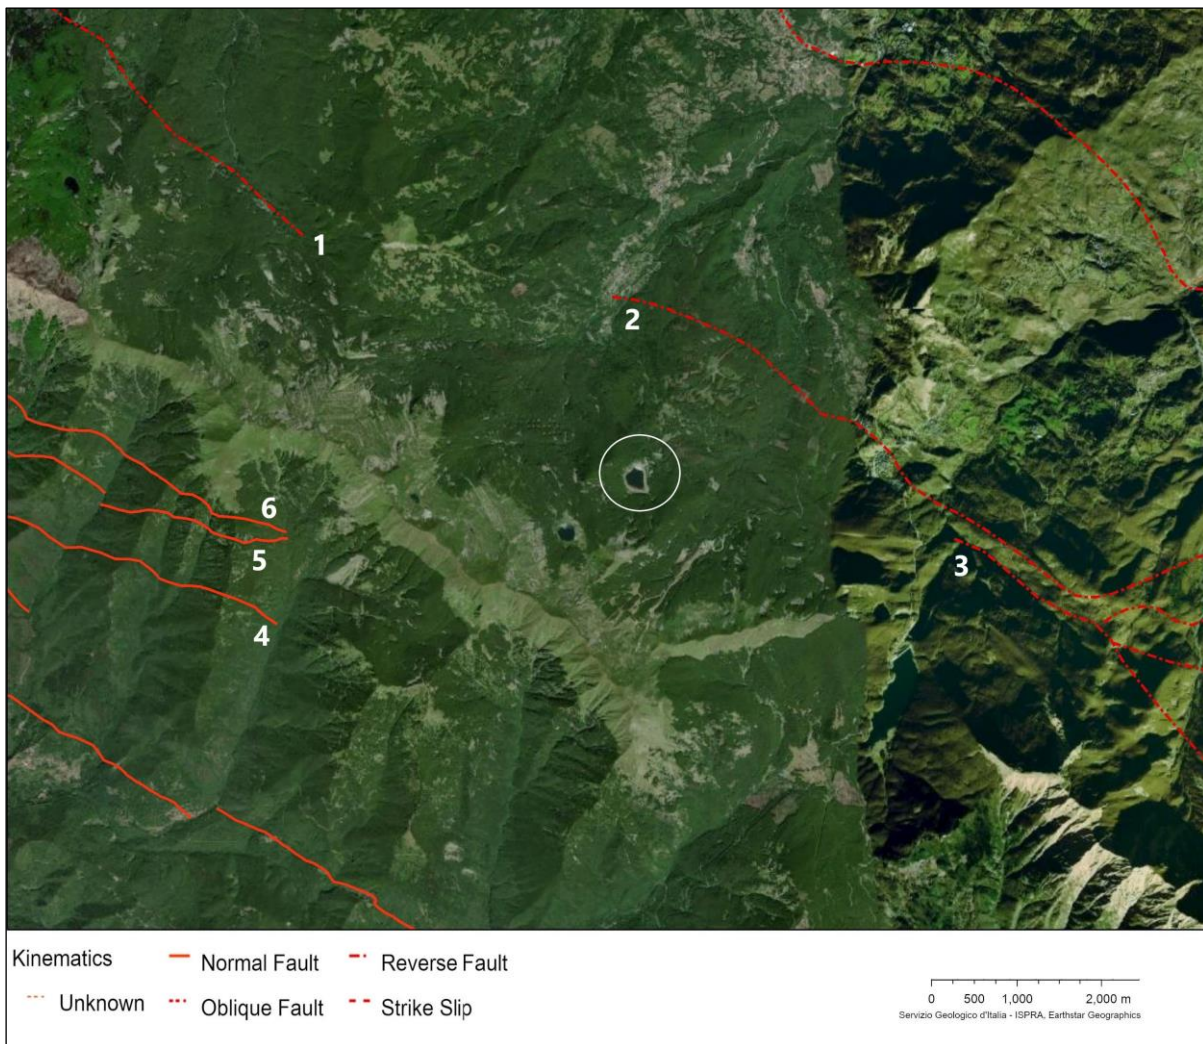 1
2
3
6
5
4
Kinematics
Normal Fault
Reverse Fault
Unknown
Oblique Fault
Strike Slip
0 500 1,000 2,000 m
Servizio Geologico d'Italia - ISPRA, Earthstar Geographics